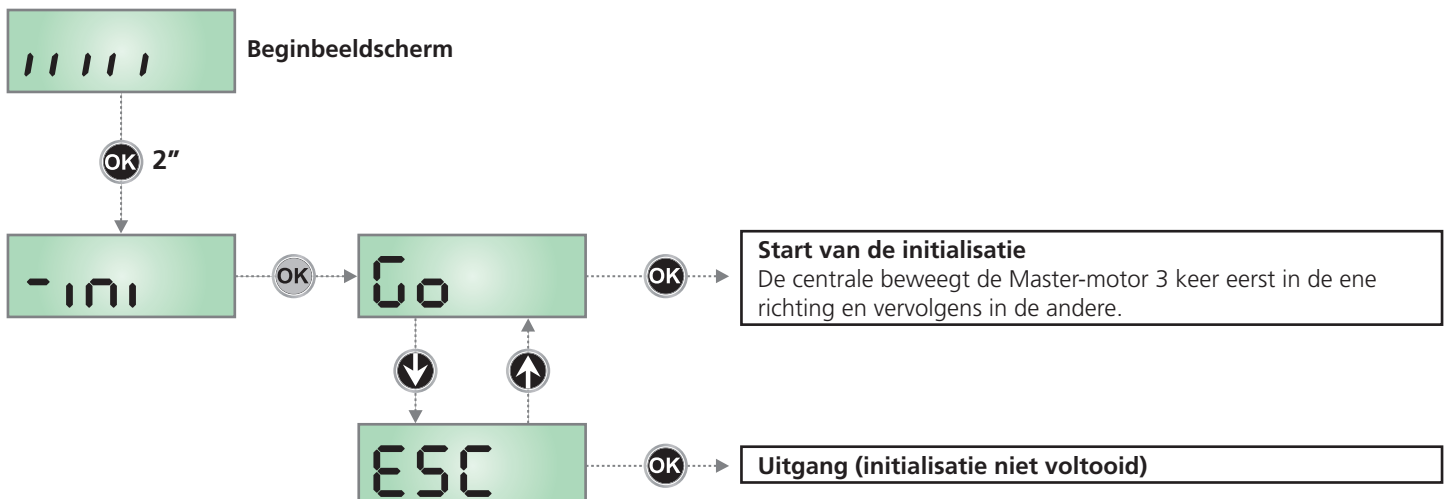 Beginbeeldscherm
OK 2”
-ini
OK
Go
OK
Start van de initialisatie
De centrale beweegt de Master-motor 3 keer eerst in de ene
richting en vervolgens in de andere.
ESC
OK
Uitgang (initialisatie niet voltooid)